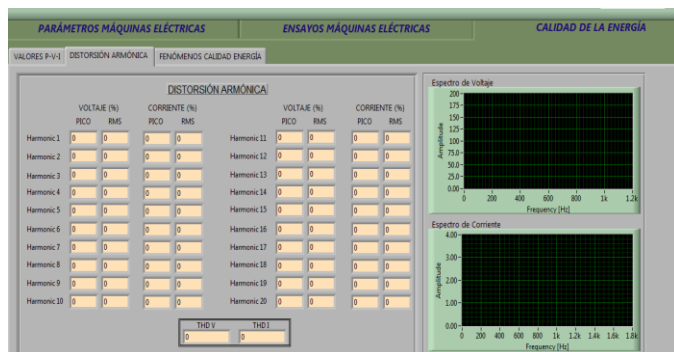 PARÁMETROS MÁQUINAS ELÉCTRICAS
ENSAYOS MÁQUINAS ELÉCTRICAS
CALIDAD DE LA ENERGÍA
VALORES P-V-I
DISTORSIÓN ARMÓNICA
FENÓMENOS CALIDAD ENERGÍA
DISTORSIÓN ARMÓNICA
VOLTAJE (%) CORRIENTE (%) VOLTAJE (%) CORRIENTE (%)
PICO RMS PICO RMS PICO RMS PICO RMS
Harmonic 1 0 0 0 0 Harmonic 11 0 0 0 0
Harmonic 2 0 0 0 0 Harmonic 12 0 0 0 0
Harmonic 3 0 0 0 0 Harmonic 13 0 0 0 0
Harmonic 4 0 0 0 0 Harmonic 14 0 0 0 0
Harmonic 5 0 0 0 0 Harmonic 15 0 0 0 0
Harmonic 6 0 0 0 0 Harmonic 16 0 0 0 0
Harmonic 7 0 0 0 0 Harmonic 17 0 0 0 0
Harmonic 8 0 0 0 0 Harmonic 18 0 0 0 0
Harmonic 9 0 0 0 0 Harmonic 19 0 0 0 0
Harmonic 10 0 0 0 0 Harmonic 20 0 0 0 0
THD V THD I
0 0
Espectro de Voltaje
200
175
150
125
100
75.0
50.0
25.0
0.00
Amplitude
0 200 400 600 800 1k 1.2k
Frequency [Hz]
Espectro de Corriente
4.00
3.00
2.00
1.00
0.00
Amplitude
0 200 400 600 800 1k 1.2k 1.4k 1.6k 1.8k
Frequency [Hz]